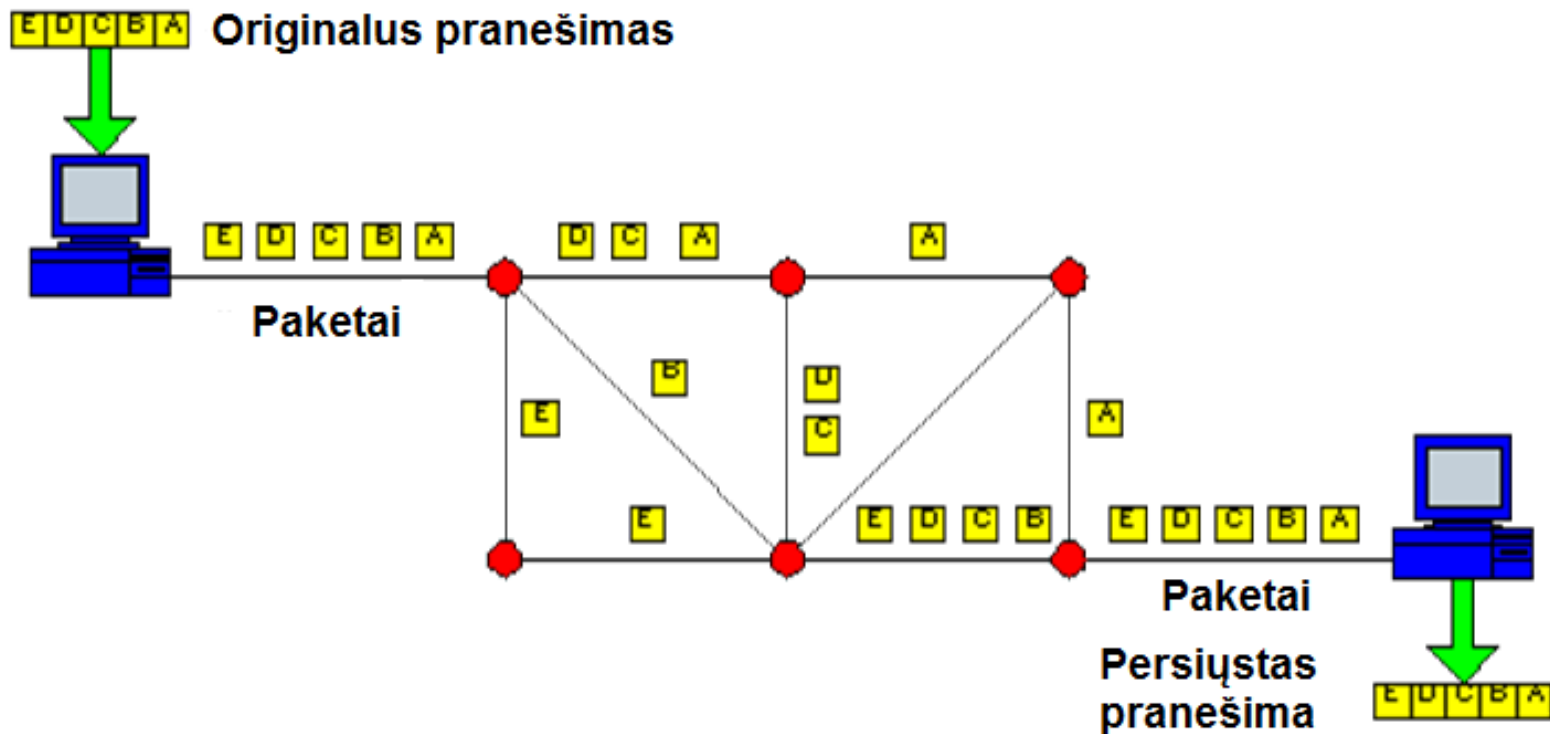 E D C B A Originalus pranešimas
E D C B A D C A A
Paketai
B D
E C A
E E D C B E D C B A
Paketai
Persiųstas
pranešima E D C B A